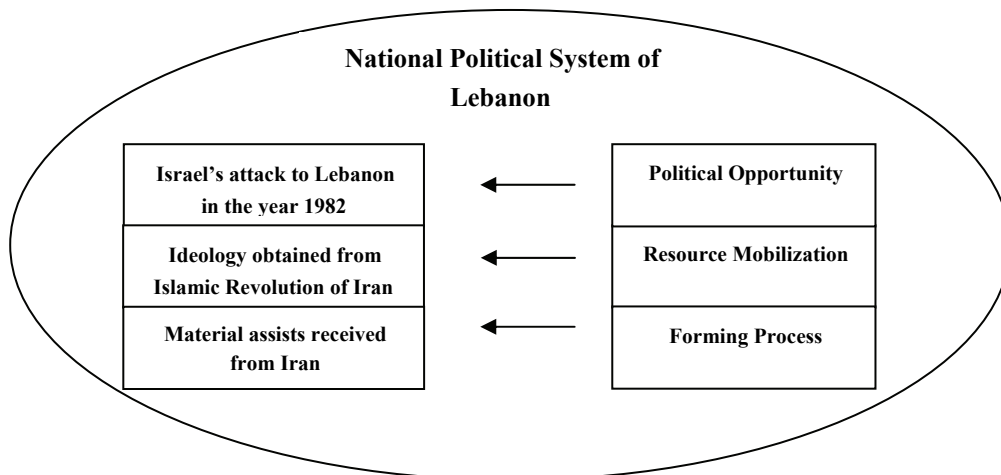 National Political System of
Lebanon
Israel’s attack to Lebanon
in the year 1982
Political Opportunity
Ideology obtained from
Islamic Revolution of Iran
Resource Mobilization
Material assists received
from Iran
Forming Process